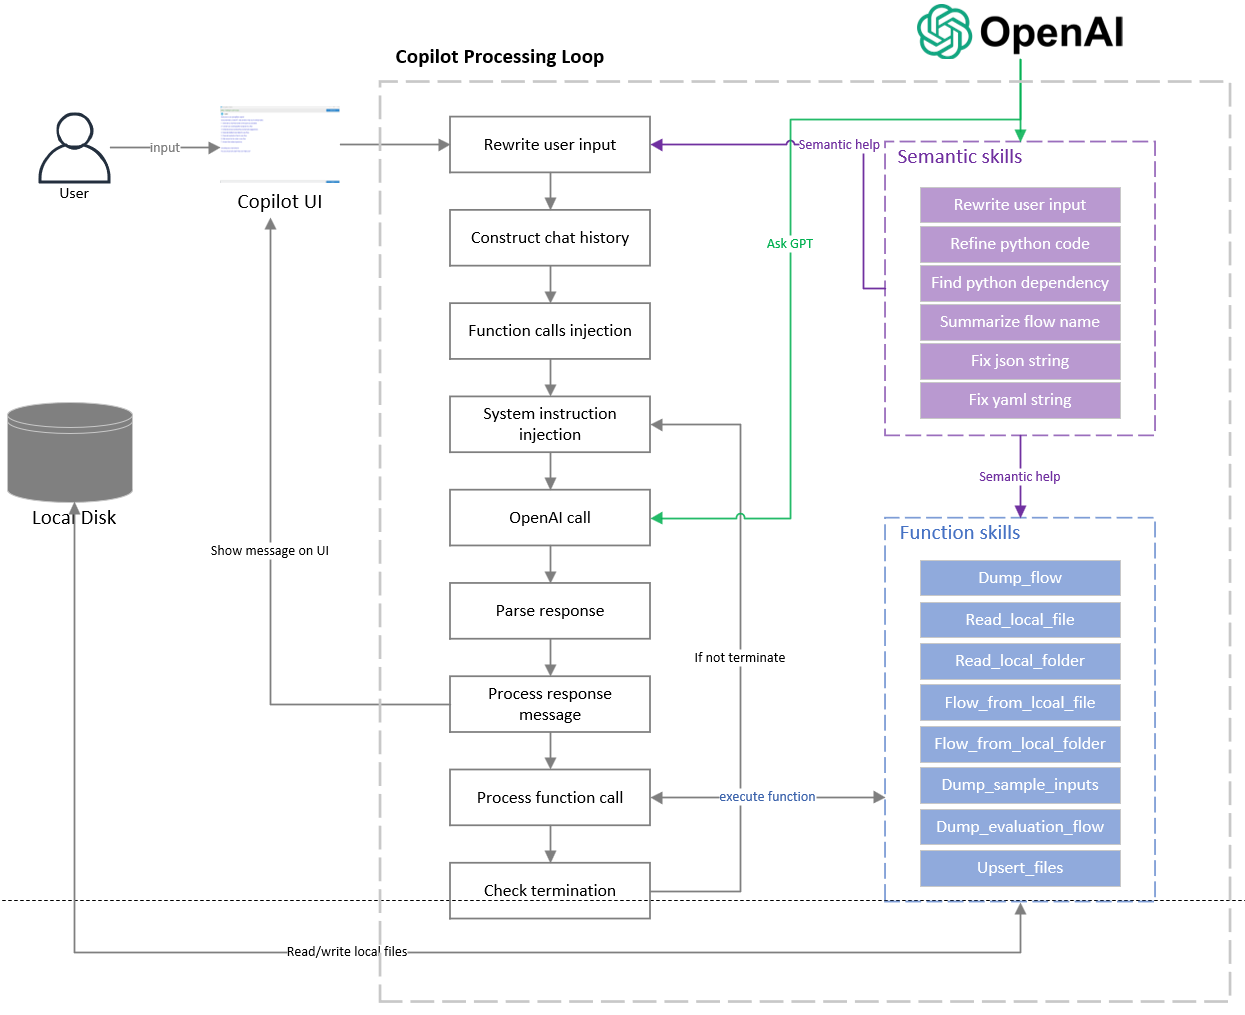 OpenAI
Copilot Processing Loop
User
input
Copilot UI
Rewrite user input
Construct chat history
Function calls injection
System instruction
injection
OpenAI call
Parse response
Process response
message
Process function call
Check termination
Semantic help
Ask GPT
Semantic skills
Rewrite user input
Refine python code
Find python dependency
Summarize flow name
Fix json string
Fix yaml string
Semantic help
Function skills
Dump_flow
Read_local_file
Read_local_folder
Flow_from_lcoal_file
Flow_from_local_folder
Dump_sample_inputs
Dump_evaluation_flow
Upsert_files
Local Disk
Show message on UI
If not terminate
execute function
Read/write local files